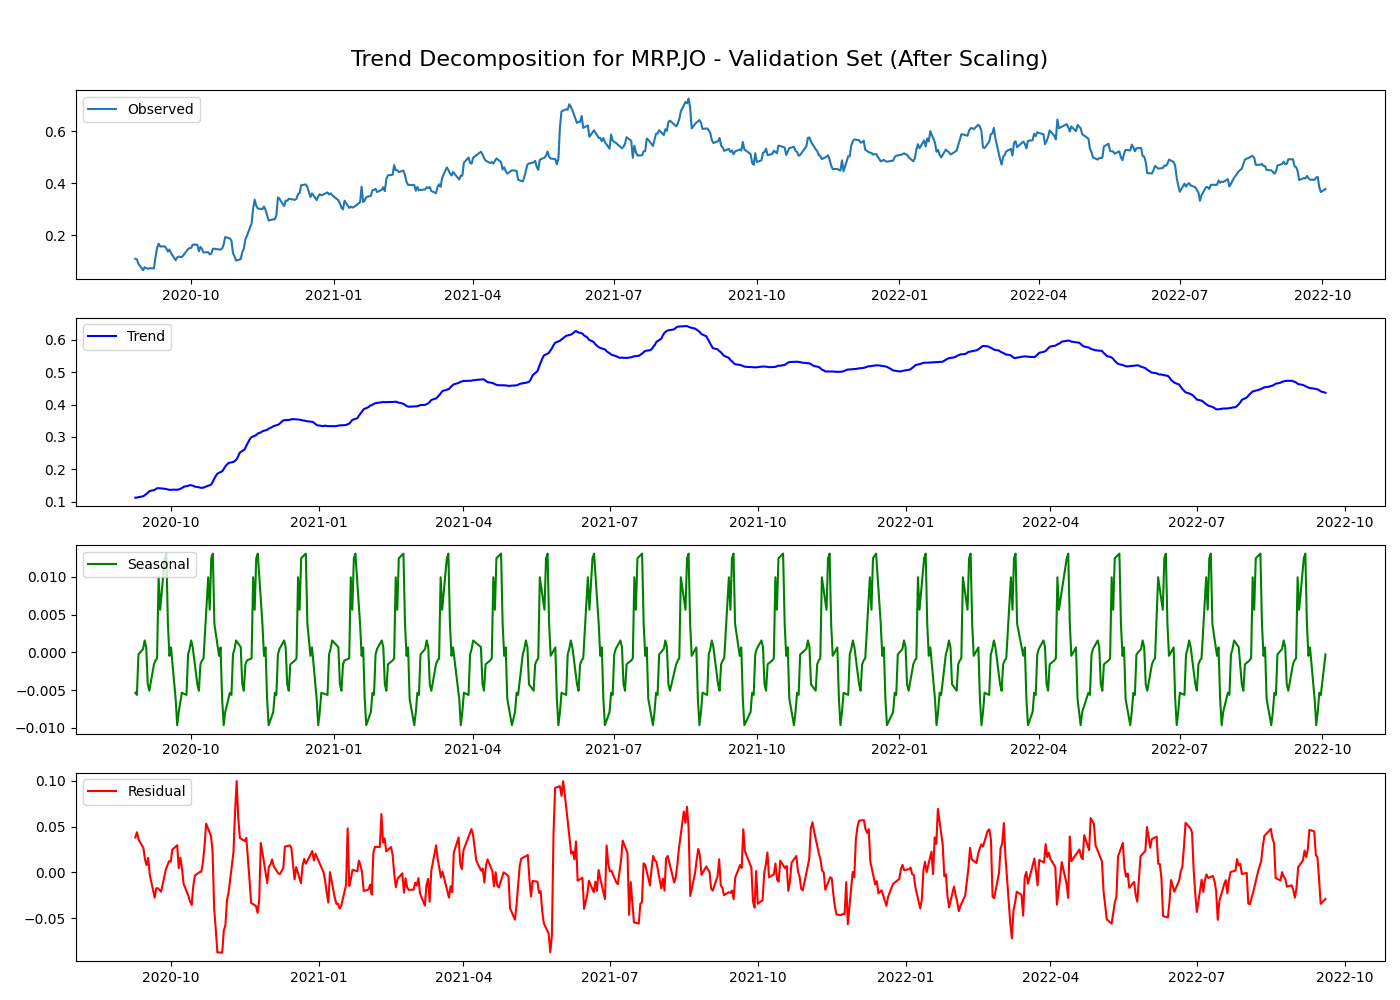 Trend Decomposition for MRP.JO - Validation Set (After Scaling)
Observed
0.6
0.4
0.2
2020-10 2021-01 2021-04 2021-07 2021-10 2022-01 2022-04 2022-07 2022-10
Trend
0.6
0.5
0.4
0.3
0.2
0.1
2020-10 2021-01 2021-04 2021-07 2021-10 2022-01 2022-04 2022-07 2022-10
Seasonal
0.010
0.005
0.000
−0.005
−0.010
2020-10 2021-01 2021-04 2021-07 2021-10 2022-01 2022-04 2022-07 2022-10
Residual
0.10
0.05
0.00
−0.05
2020-10 2021-01 2021-04 2021-07 2021-10 2022-01 2022-04 2022-07 2022-10